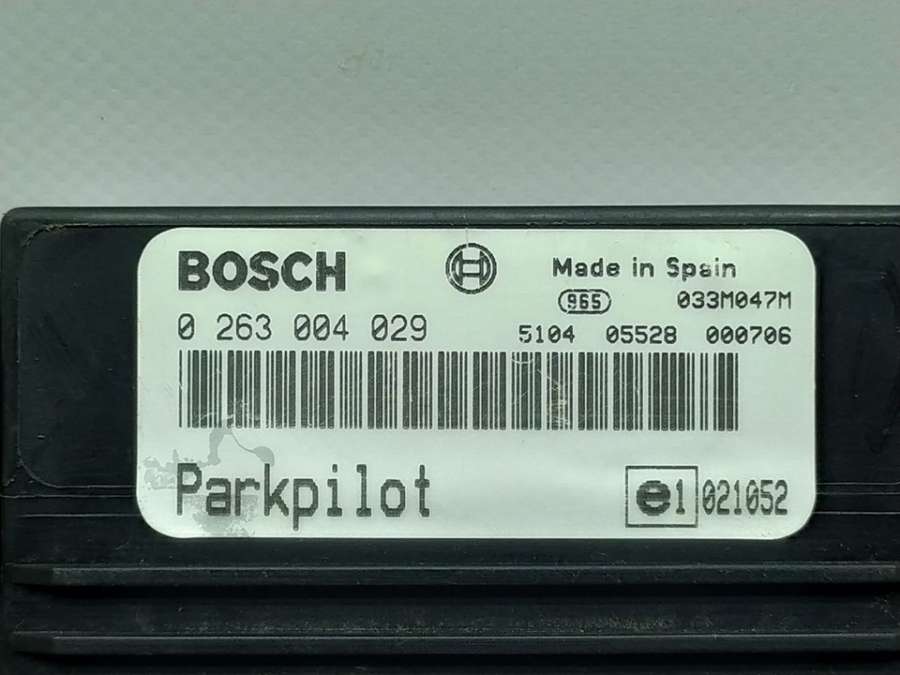 BOSCH
Made in Spain
965 033M047M
0 263 004 029 5104 05528 000706
Parkpilot
e1 021052